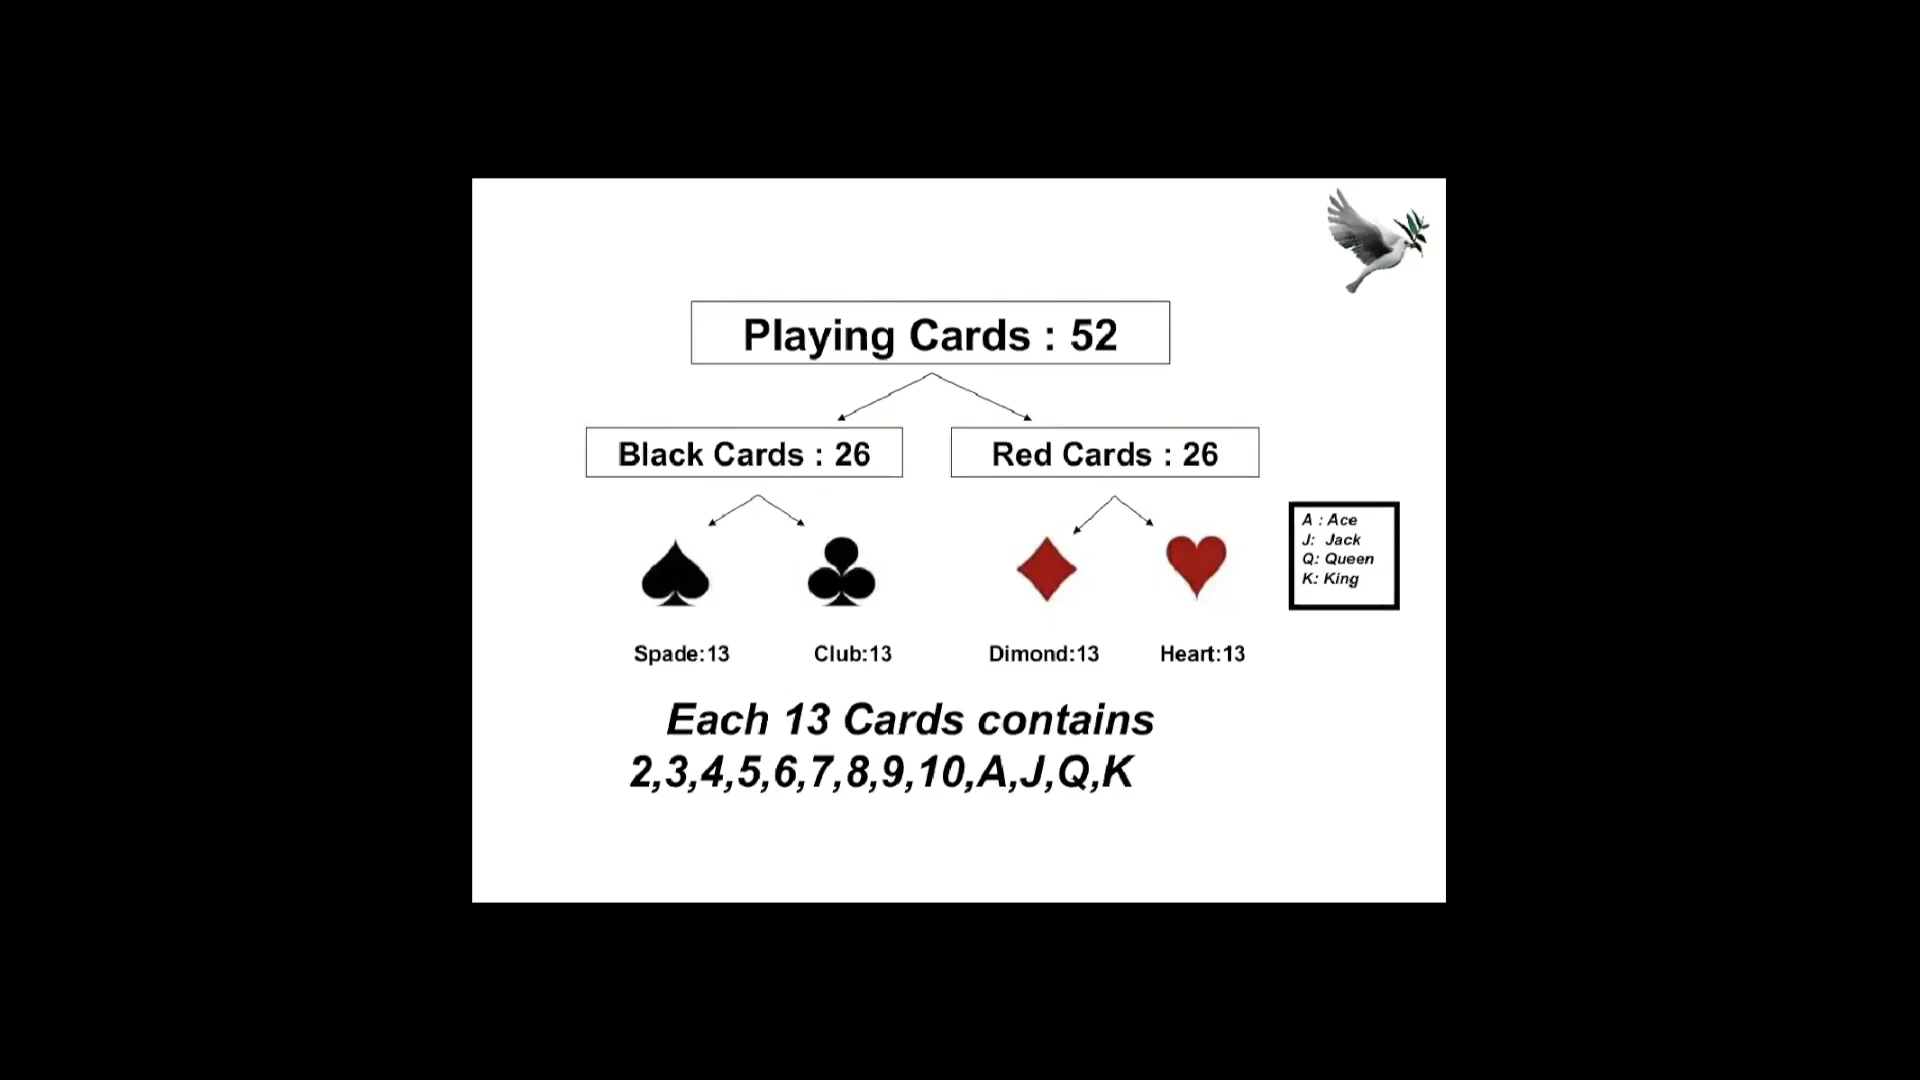 Playing Cards : 52
Black Cards : 26
Red Cards : 26
A : Ace
J: Jack
Q: Queen
K: King
Spade:13
Club:13
Dimond:13
Heart:13
Each 13 Cards contains
2,3,4,5,6,7,8,9,10,A,J,Q,K